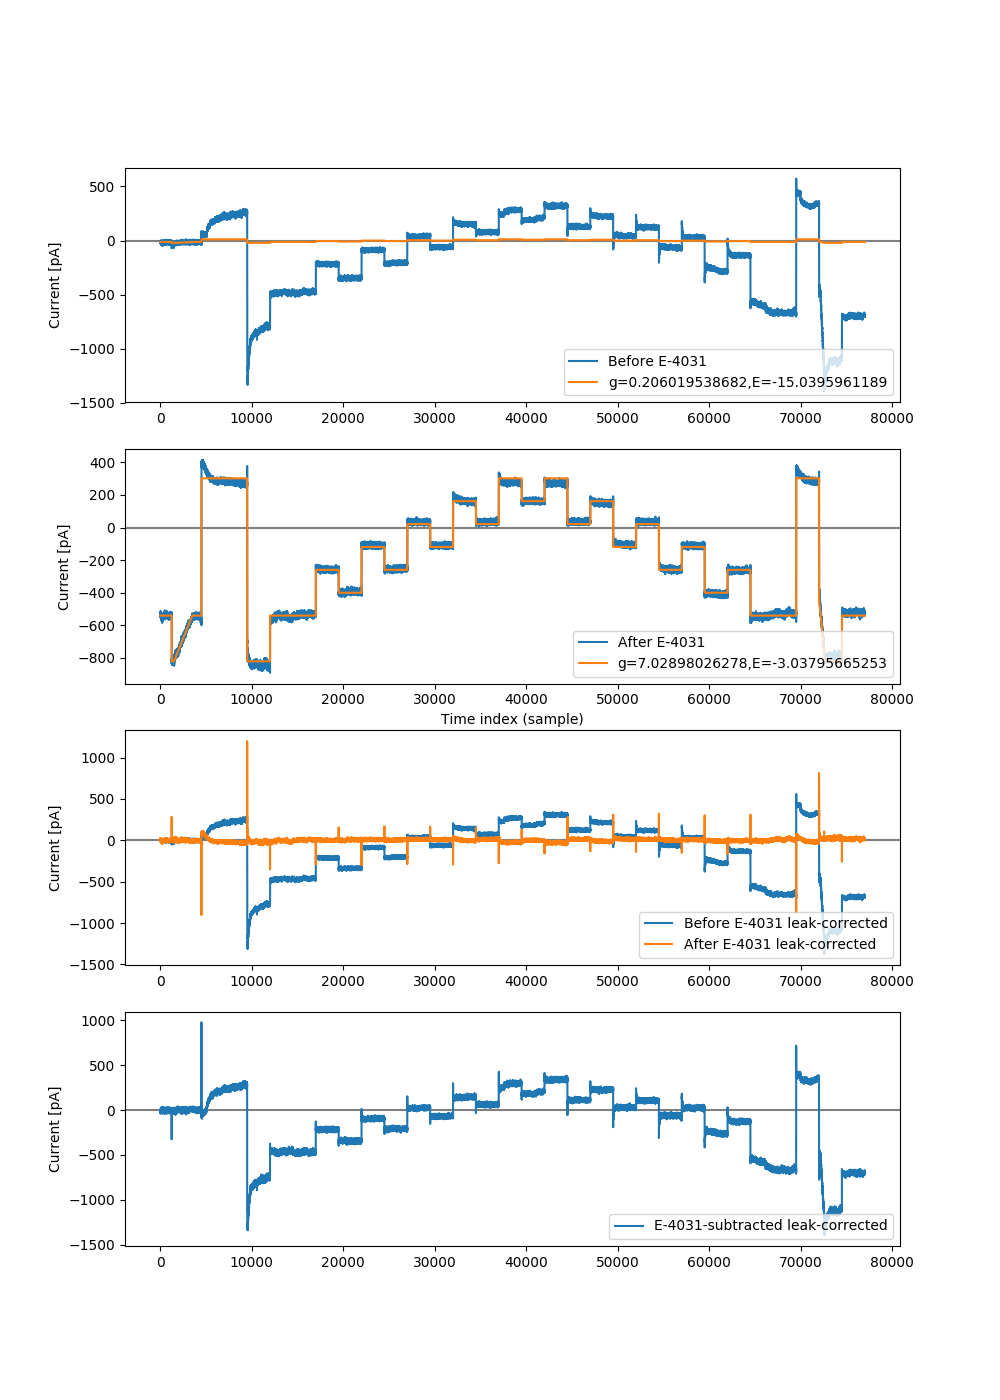 500
0
−500
−1000
−1500
Current [pA]
Before E-4031
g=0.206019538682,E=-15.0395961189
0 10000 20000 30000 40000 50000 60000 70000 80000
400
200
0
−200
−400
−600
−800
Current [pA]
After E-4031
g=7.02898026278,E=-3.03795665253
0 10000 20000 30000 40000 50000 60000 70000 80000
Time index (sample)
1000
500
0
−500
−1000
−1500
Current [pA]
Before E-4031 leak-corrected
After E-4031 leak-corrected
0 10000 20000 30000 40000 50000 60000 70000 80000
1000
500
0
−500
−1000
−1500
Current [pA]
E-4031-subtracted leak-corrected
0 10000 20000 30000 40000 50000 60000 70000 80000